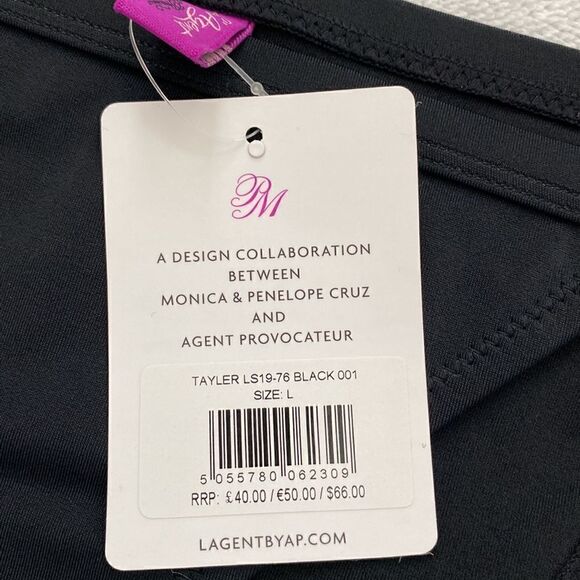 L'Agent
PM
A DESIGN COLLABORATION
BETWEEN
MONICA & PENELOPE CRUZ
AND
AGENT PROVOCATEUR
TAYLER LS19-76 BLACK 001
SIZE: L
5 055780 062309
RRP: £40.00 / €50.00 / $66.00
LAGENTBYAP.COM